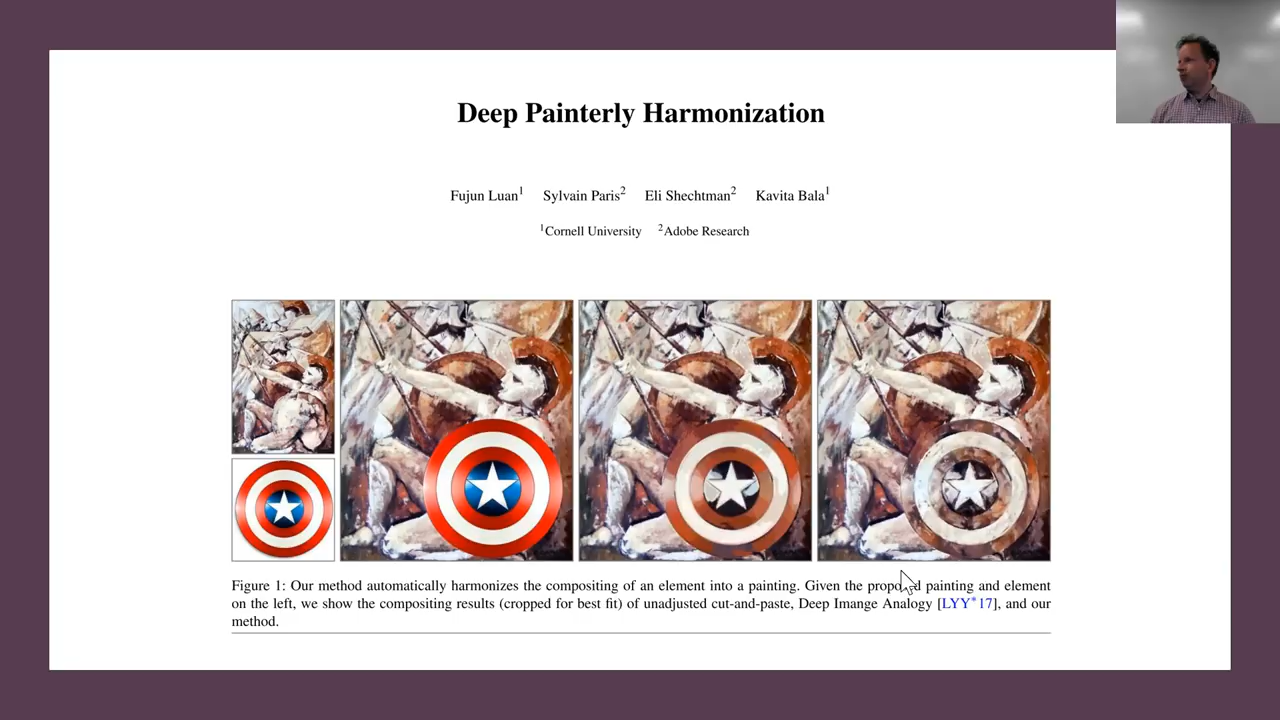 Deep Painterly Harmonization
Fujun Luan1 Sylvain Paris2 Eli Shechtman2 Kavita Bala1
1Cornell University 2Adobe Research
Figure 1: Our method automatically harmonizes the compositing of an element into a painting. Given the proposed painting and element
on the left, we show the compositing results (cropped for best fit) of unadjusted cut-and-paste, Deep Imange Analogy [LYY*17], and our
method.